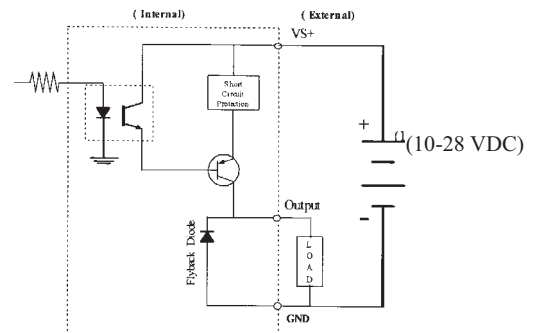 ( Internal)
( External)
VS+
Short
Circuit
Protection
+
(10-28 VDC)
-
Output
Flyback Diode
L
O
A
D
GND